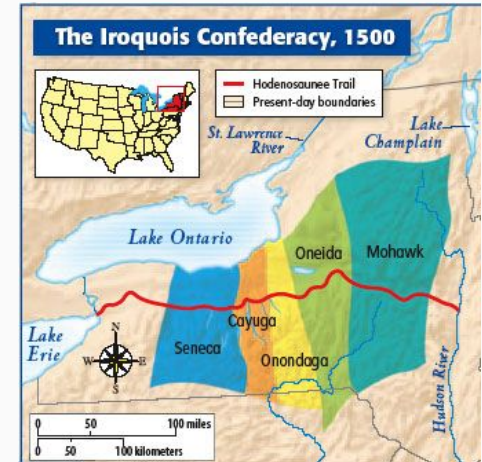 The Iroquois Confederacy, 1500
Hodenosaunee Trail
Present-day boundaries
St. Lawrence
River
Lake
Champlain
Lake Ontario
Oneida
Mohawk
Cayuga
Seneca
Onondaga
Lake
Erie
N
W
E
S
Hudson River
0 50 100 miles
0 50 100 kilometers